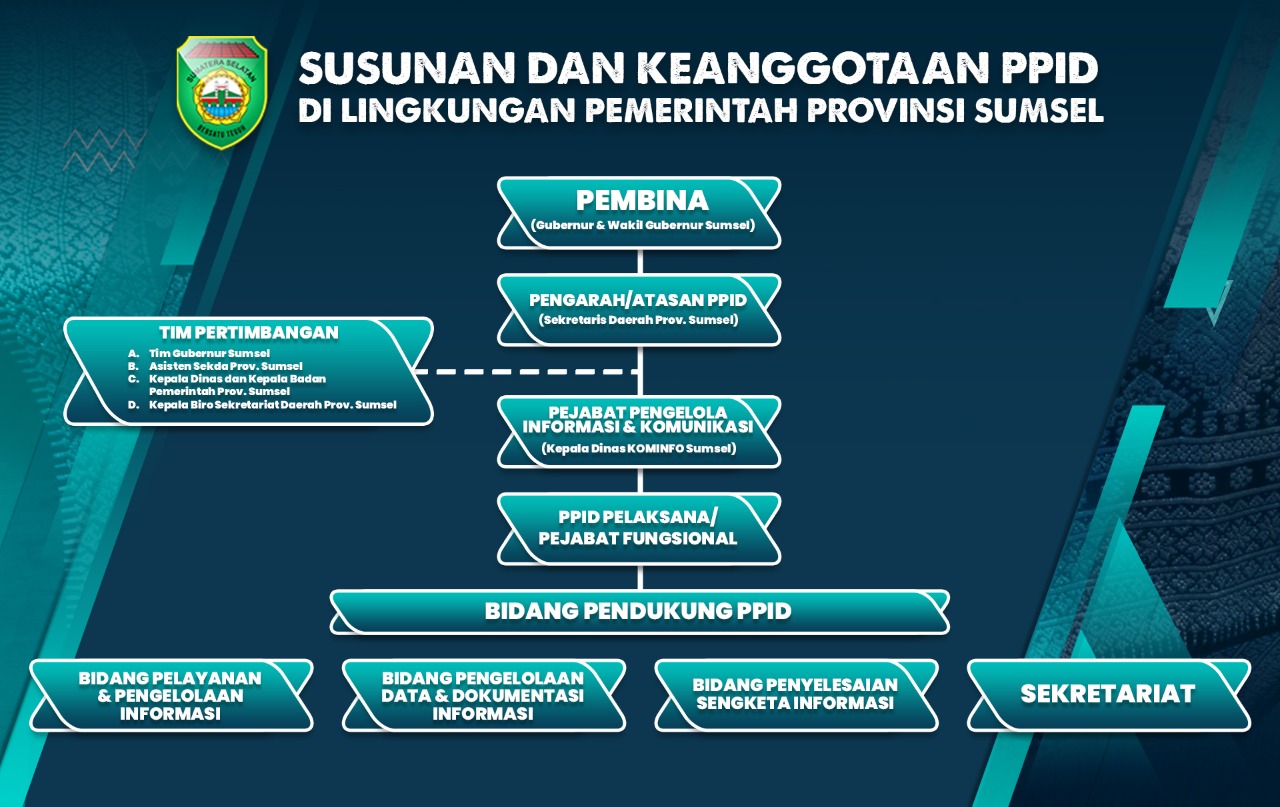 SUMATERA SELATAN
BERSATU TEGUH
SUSUNAN DAN KEANGGOTAAN PPID
DI LINGKUNGAN PEMERINTAH PROVINSI SUMSEL
PEMBINA
(Gubernur & Wakil Gubernur Sumsel)
PENGARAH/ATASAN PPID
(Sekretaris Daerah Prov. Sumsel)
TIM PERTIMBANGAN
A. Tim Gubernur Sumsel
B. Asisten Sekda Prov. Sumsel
C. Kepala Dinas dan Kepala Badan
Pemerintah Prov. Sumsel
D. Kepala Biro Sekretariat Daerah Prov. Sumsel
PEJABAT PENGELOLA
INFORMASI & KOMUNIKASI
(Kepala Dinas KOMINFO Sumsel)
PPID PELAKSANA/
PEJABAT FUNGSIONAL
BIDANG PENDUKUNG PPID
BIDANG PELAYANAN
& PENGELOLAAN
INFORMASI
BIDANG PENGELOLAAN
DATA & DOKUMENTASI
INFORMASI
BIDANG PENYELESAIAN
SENGKETA INFORMASI
SEKRETARIAT